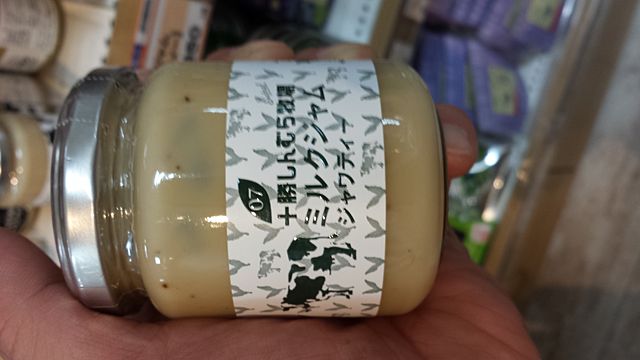 07
十勝しんむら牧場
ミルクジャム
ジャワティー